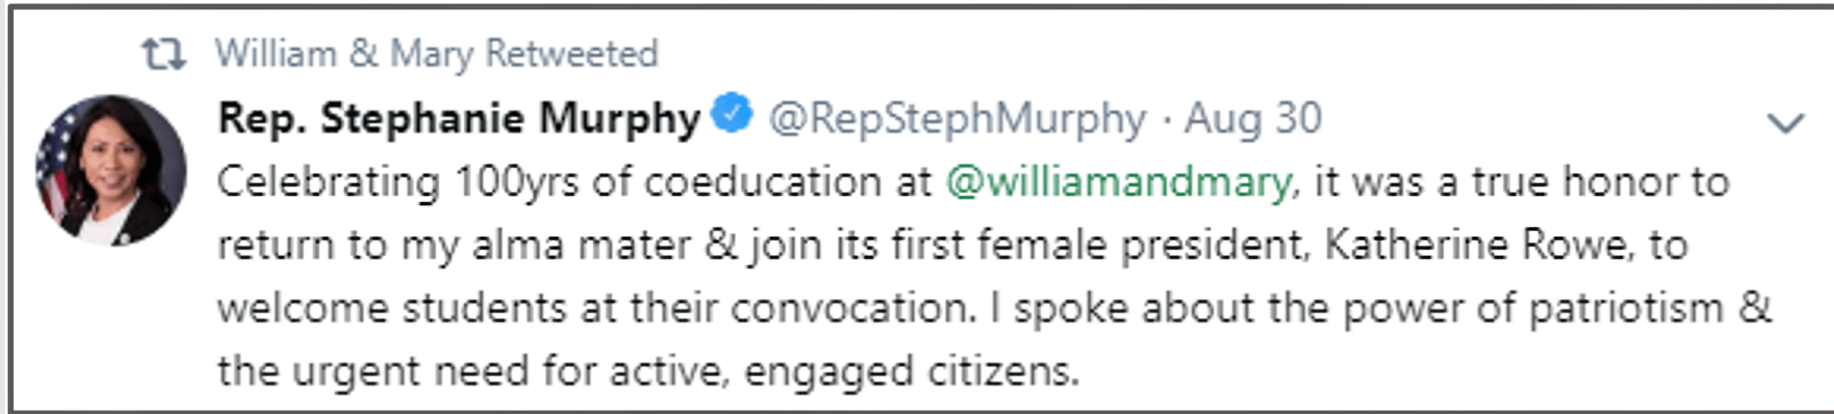 William & Mary Retweeted
Rep. Stephanie Murphy @RepStephMurphy · Aug 30
Celebrating 100yrs of coeducation at @williamandmary, it was a true honor to
return to my alma mater & join its first female president, Katherine Rowe, to
welcome students at their convocation. I spoke about the power of patriotism &
the urgent need for active, engaged citizens.